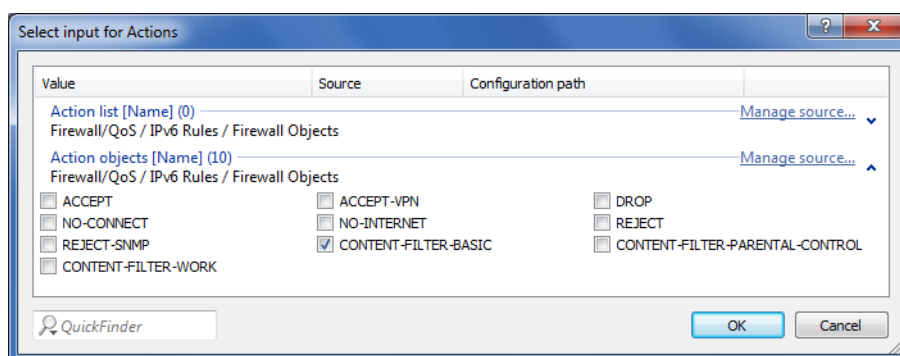 Select input for Actions
Value Source Configuration path
Action list [Name] (0) Manage source...
Firewall/QoS / IPv6 Rules / Firewall Objects
Action objects [Name] (10) Manage source...
Firewall/QoS / IPv6 Rules / Firewall Objects
ACCEPT ACCEPT-VPN DROP
NO-CONNECT NO-INTERNET REJECT
REJECT-SNMP CONTENT-FILTER-BASIC CONTENT-FILTER-PARENTAL-CONTROL
CONTENT-FILTER-WORK
QuickFinder OK Cancel